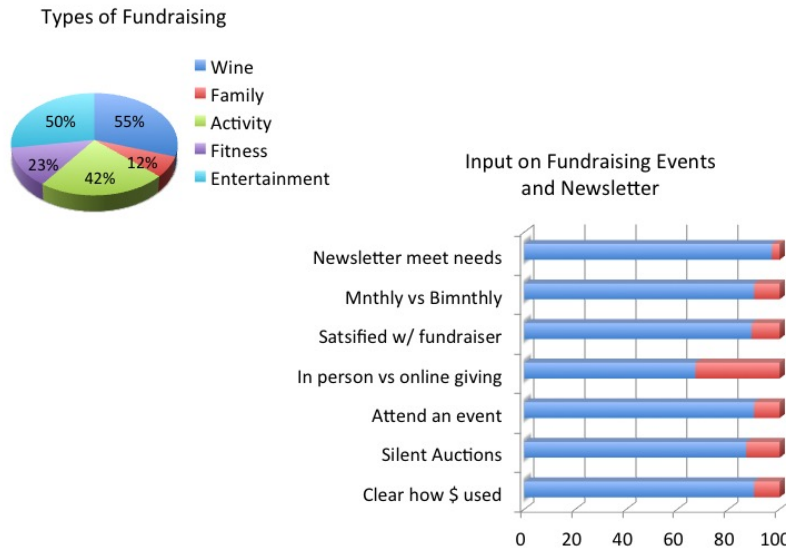 Types of Fundraising
Wine
Family
Activity
Fitness
Entertainment
50%
55%
23%
12%
42%
Input on Fundraising Events
and Newsletter
Newsletter meet needs
Mnthly vs Bimnthly
Satsified w/ fundraiser
In person vs online giving
Attend an event
Silent Auctions
Clear how $ used
0 20 40 60 80 100